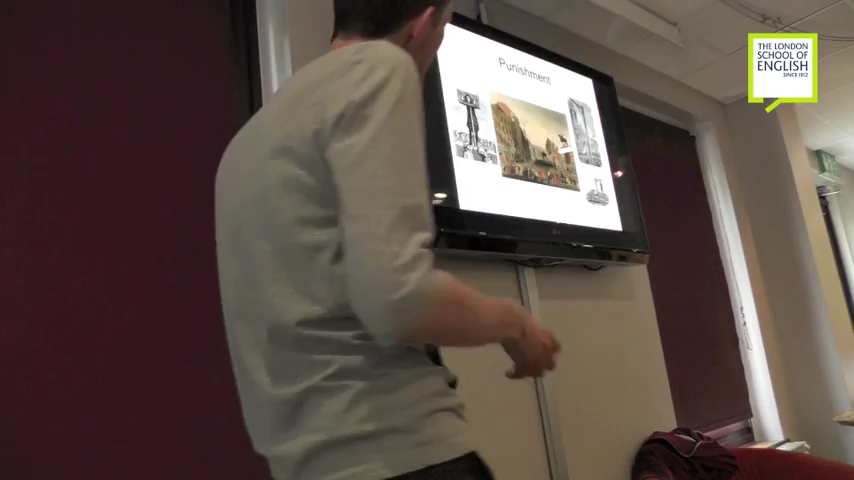 Punishment
THE LONDON
SCHOOL OF
ENGLISH
SINCE 1912